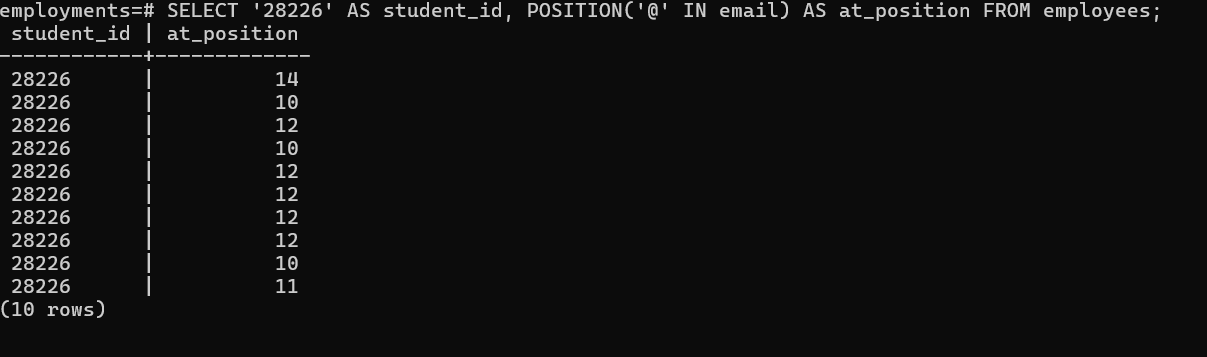 employments=# SELECT '28226' AS student_id, POSITION('@' IN email) AS at_position FROM employees;
 student_id | at_position
------------+-------------
 28226      |          14
 28226      |          10
 28226      |          12
 28226      |          10
 28226      |          12
 28226      |          12
 28226      |          12
 28226      |          12
 28226      |          10
 28226      |          11
(10 rows)